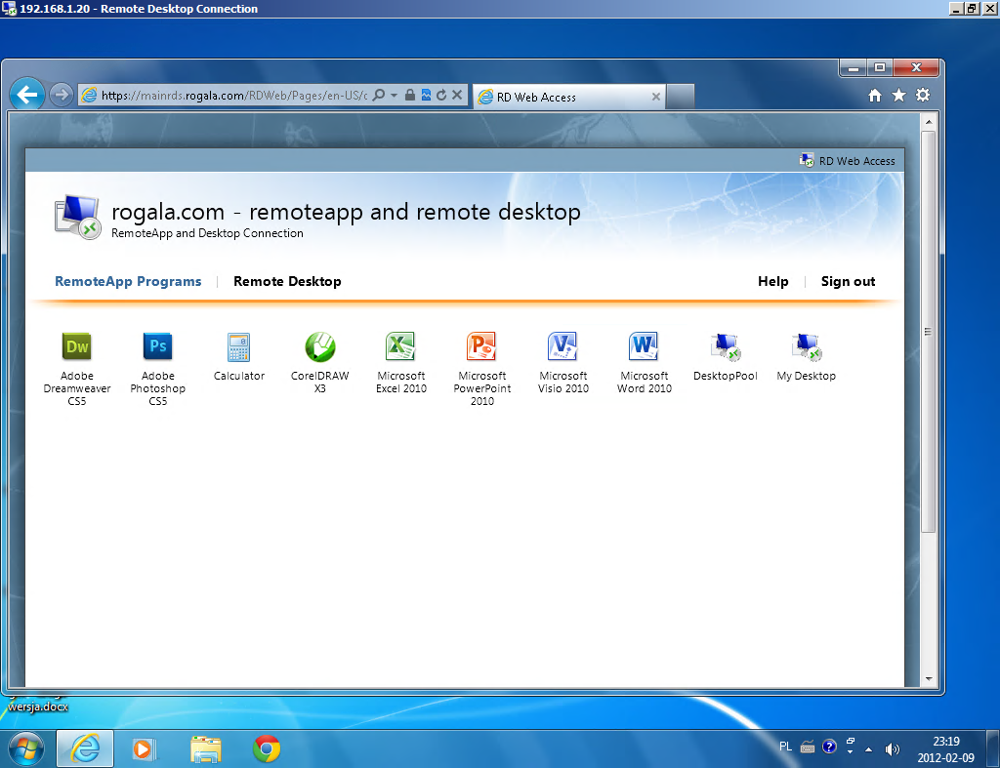 192.168.1.20 - Remote Desktop Connection
https://mainrds.rogala.com/RDWeb/Pages/en-US/c
RD Web Access
RD Web Access
rogala.com - remoteapp and remote desktop
RemoteApp and Desktop Connection
RemoteApp Programs
Remote Desktop
Help
Sign out
Dw
Adobe
Dreamweaver
CS5
Ps
Adobe
Photoshop
CS5
Calculator
CorelDRAW
X3
Microsoft
Excel 2010
Microsoft
PowerPoint
2010
Microsoft
Visio 2010
Microsoft
Word 2010
DesktopPool
My Desktop
wersja.docx
PL
23:19
2012-02-09